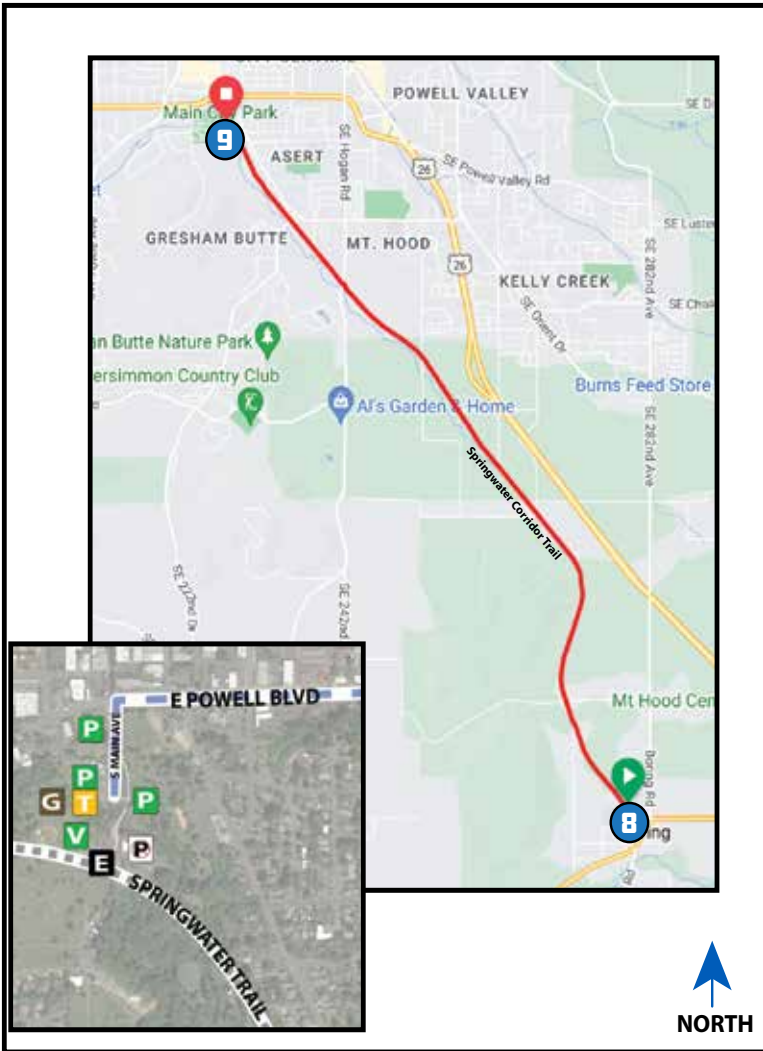 POWELL VALLEY
SE D
Main City Park
9
ASERT
SE Hogan Rd
26
SE Powell Valley Rd
et
SE Luster
GRESHAM BUTTE
MT. HOOD
26
SE 282nd Ave
KELLY CREEK
SE Orient Dr
SE Chas
an Butte Nature Park
ersimmon Country Club
Burns Feed Store
Al's Garden & Home
SE 282nd Ave
Springwater Corridor Trail
SE 222nd Dr
SE 242nd
Mt Hood Cen
Boring Rd
8
ing
E POWELL BLVD
S MAIN AVE
P
P
G
T
P
V
P
E
SPRINGWATER TRAIL
NORTH